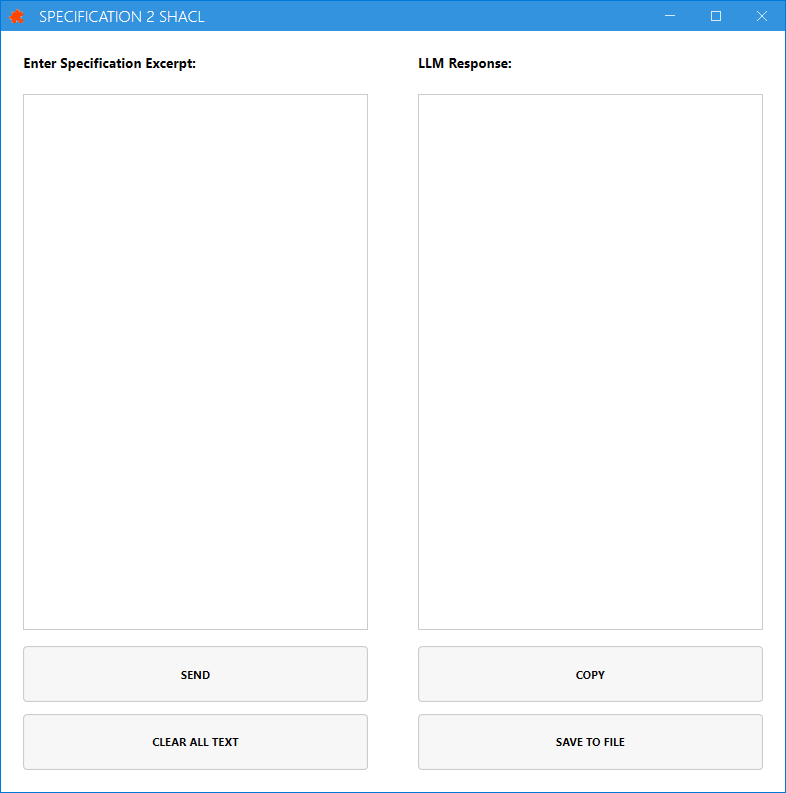 SPECIFICATION 2 SHACL
Enter Specification Excerpt:
LLM Response:
SEND
COPY
CLEAR ALL TEXT
SAVE TO FILE